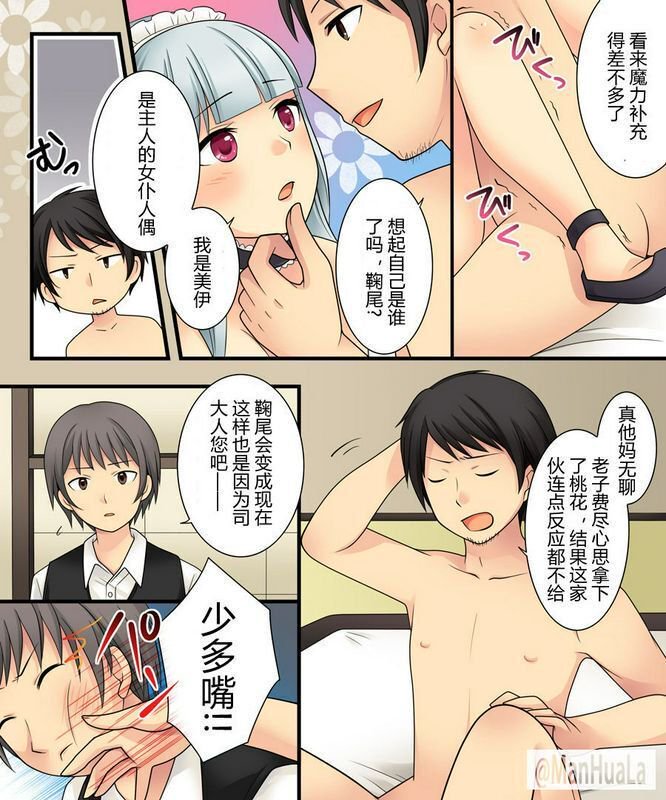 看来魔力补充
得差不多了
びくっ
びくっ
想起自己是谁
了吗，鞠尾?
是主人的女仆人偶
我是美伊
むっ
真他妈无聊
老子费尽心思拿下
了桃花，结果这家
伙连点反应都不给
鞠尾会变成现在
这样也是因为司
大人您吧——
少多嘴!!
パン
@ManHuaLa